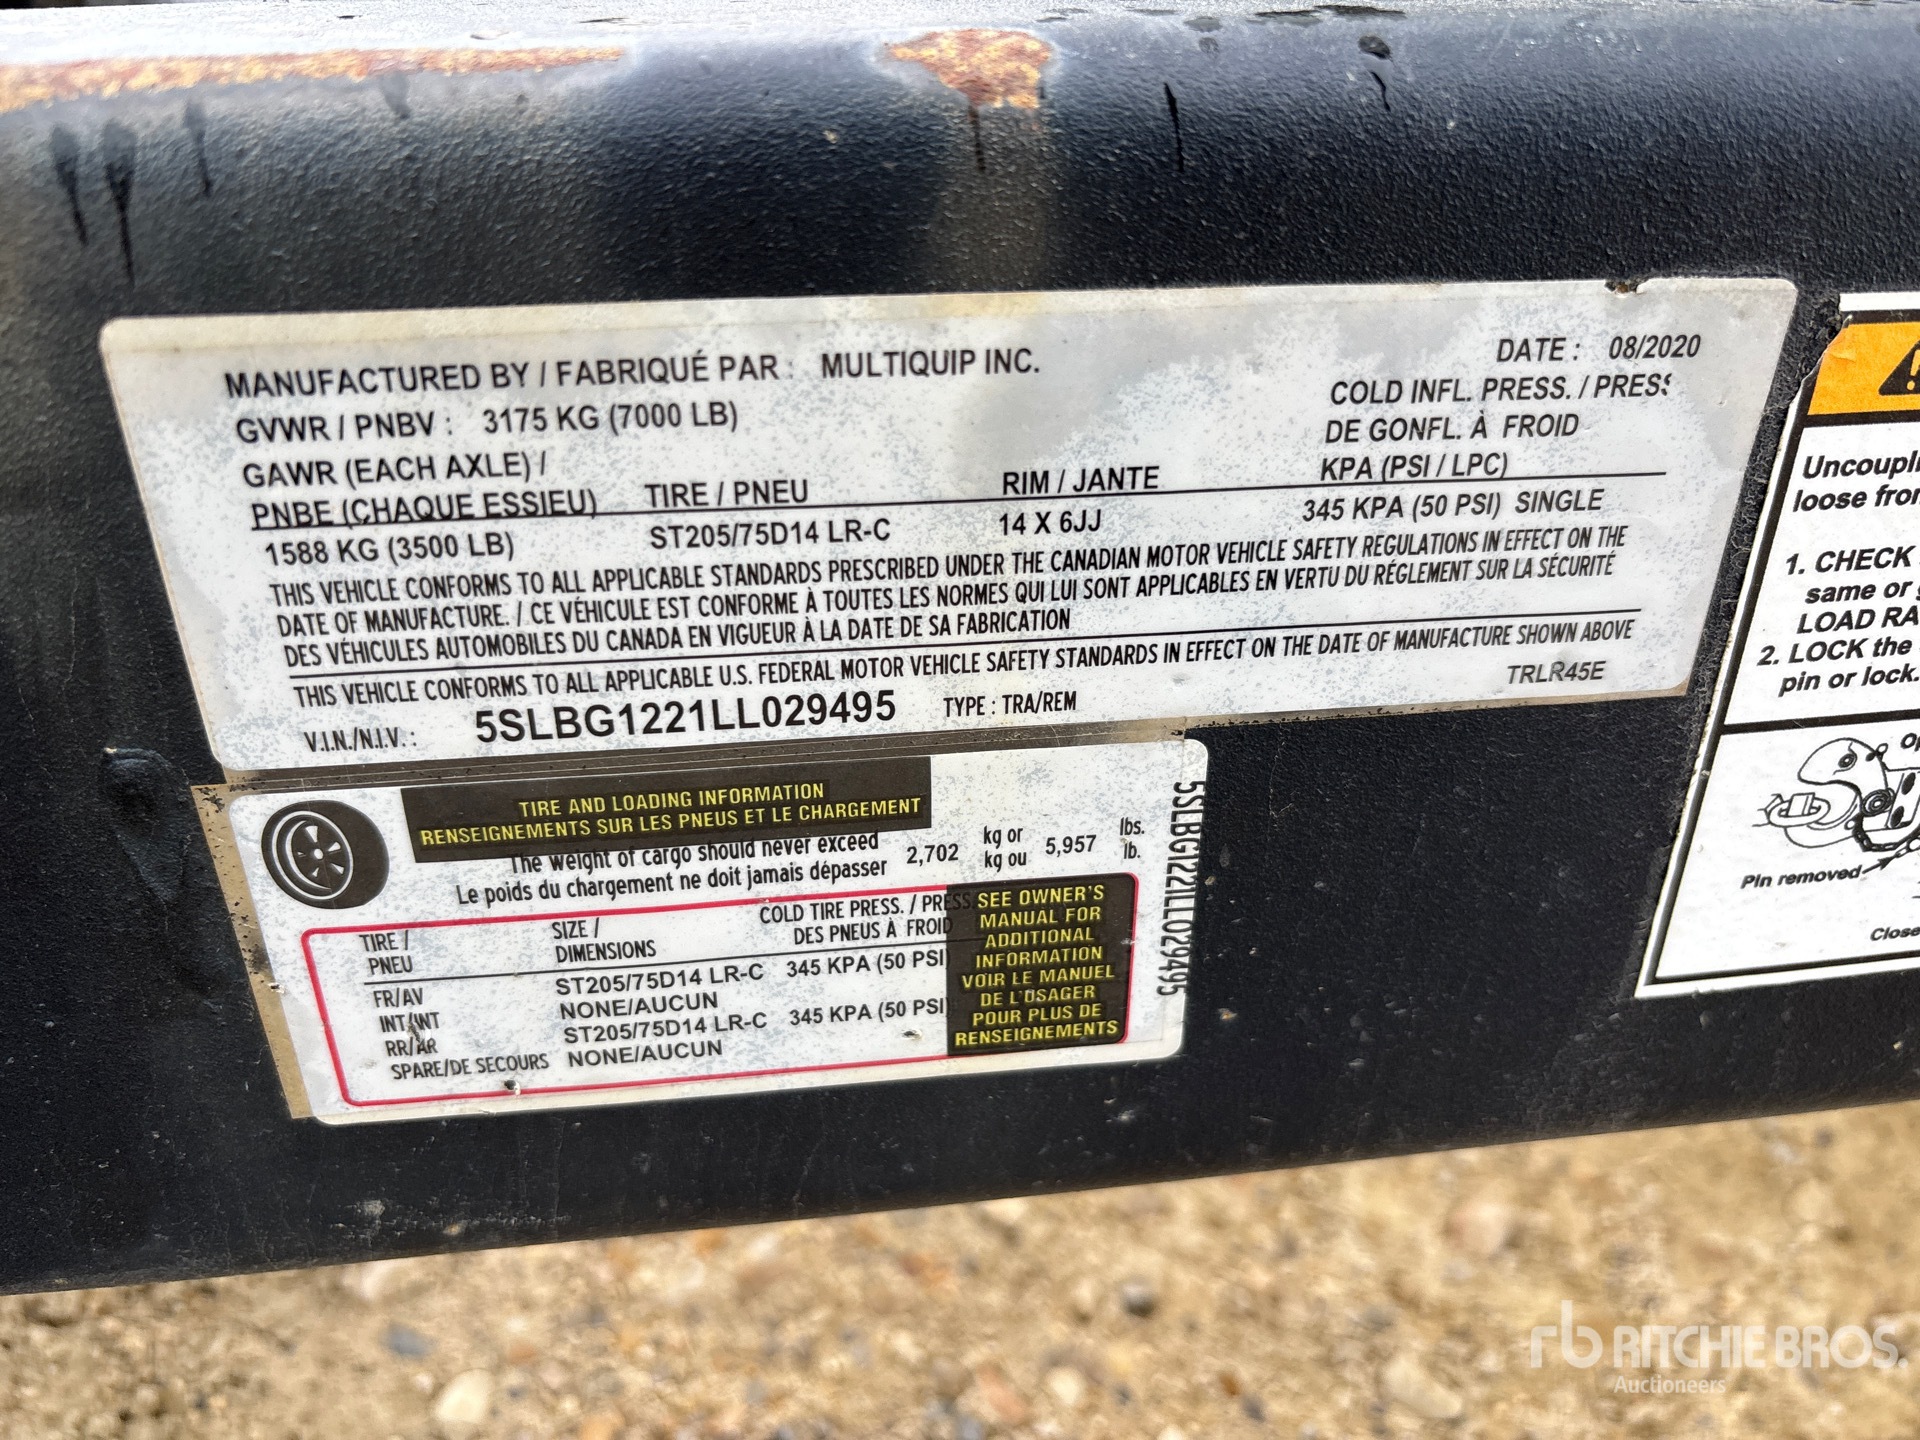 MANUFACTURED BY / FABRIQUÉ PAR : MULTIQUIP INC.
DATE : 08/2020
GVWR / PNBV : 3175 KG (7000 LB)
COLD INFL. PRESS. / PRESS
DE GONFL. À FROID
KPA (PSI / LPC)
GAWR (EACH AXLE) /
PNBE (CHAQUE ESSIEU) TIRE / PNEU RIM / JANTE
1588 KG (3500 LB) ST205/75D14 LR-C 14 X 6JJ 345 KPA (50 PSI) SINGLE
THIS VEHICLE CONFORMS TO ALL APPLICABLE STANDARDS PRESCRIBED UNDER THE CANADIAN MOTOR VEHICLE SAFETY REGULATIONS IN EFFECT ON THE
DATE OF MANUFACTURE. / CE VÉHICULE EST CONFORME À TOUTES LES NORMES QUI LUI SONT APPLICABLES EN VERTU DU RÉGLEMENT SUR LA SÉCURITÉ
DES VÉHICULES AUTOMOBILES DU CANADA EN VIGUEUR À LA DATE DE SA FABRICATION
THIS VEHICLE CONFORMS TO ALL APPLICABLE U.S. FEDERAL MOTOR VEHICLE SAFETY STANDARDS IN EFFECT ON THE DATE OF MANUFACTURE SHOWN ABOVE
V.I.N./N.I.V. : 5SLBG1221LL029495 TYPE : TRA/REM TRLR45E
TIRE AND LOADING INFORMATION
RENSEIGNEMENTS SUR LES PNEUS ET LE CHARGEMENT
The weight of cargo should never exceed
Le poids du chargement ne doit jamais dépasser
2,702 kg or
kg ou 5,957 lbs.
lb.
TIRE /
PNEU
SIZE /
DIMENSIONS
COLD TIRE PRESS. / PRESS
DES PNEUS À FROID
FR/AV ST205/75D14 LR-C 345 KPA (50 PSI)
INT/INT NONE/AUCUN
RR/AR ST205/75D14 LR-C 345 KPA (50 PSI)
SPARE/DE SECOURS NONE/AUCUN
SEE OWNER'S
MANUAL FOR
ADDITIONAL
INFORMATION
VOIR LE MANUEL
DE L'USAGER
POUR PLUS DE
RENSEIGNEMENTS
5SLBG1221LL029495
Uncoupli
loose from
1. CHECK
same or
LOAD RA
2. LOCK the
pin or lock.
Op
Pin removed
Close
rb RITCHIE BROS.
Auctioneers